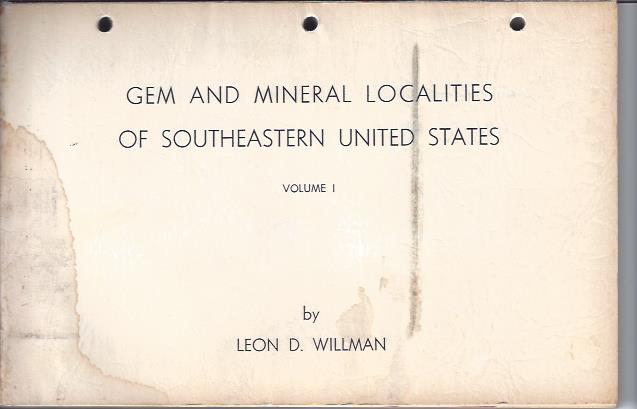 GEM AND MINERAL LOCALITIES
OF SOUTHEASTERN UNITED STATES
VOLUME I
by
LEON D. WILLMAN